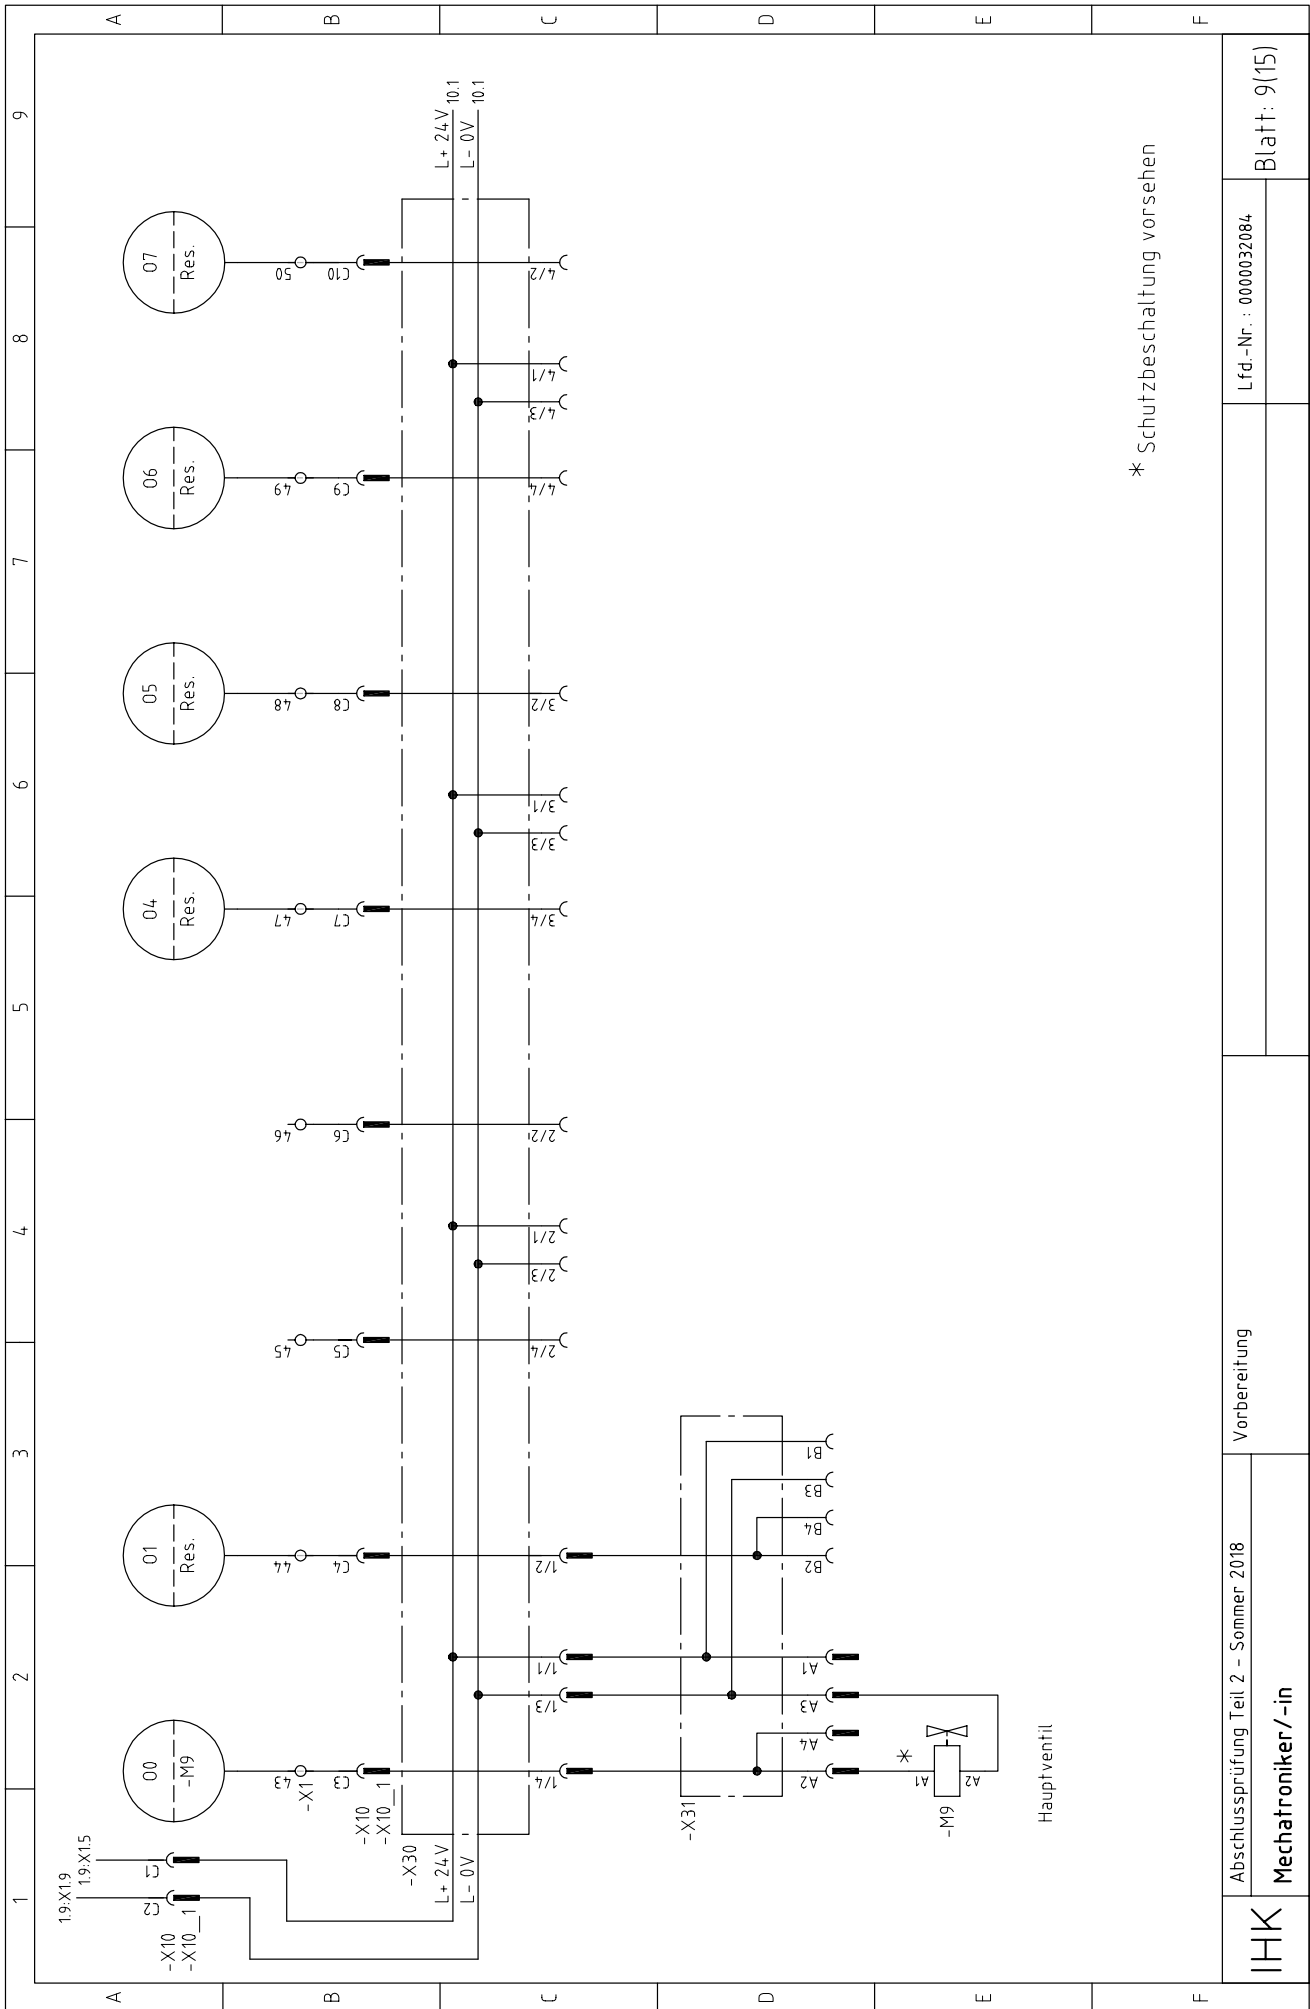 1 2 3 4 5 6 7 8 9
A A
B B
C C
D D
E E
F F
1.9:X1.9
1.9:X1.5
C2 C1
-X10
-X10__1
00
-M9
01
Res.
04
Res.
05
Res.
06
Res.
07
Res.
43 44 45 46 47 48 49 50
-X1
C3 C4 C5 C6 C7 C8 C9 C10
-X10
-X10__1
-X30
L+ 24V
L- 0V
L+ 24V 10.1
L- 0V 10.1
1/4 1/3 1/1 1/2 2/4 2/3 2/1 2/2 3/4 3/3 3/1 3/2 4/4 4/3 4/1 4/2
-X31
A2 A4 A3 A1 B2 B4 B3 B1
*
A1
-M9
A2
Hauptventil
* Schutzbeschaltung vorsehen
IHK
Abschlussprüfung Teil 2 - Sommer 2018
Mechatroniker/-in
Vorbereitung
Lfd.-Nr.: 0000032084
Blatt: 9(15)